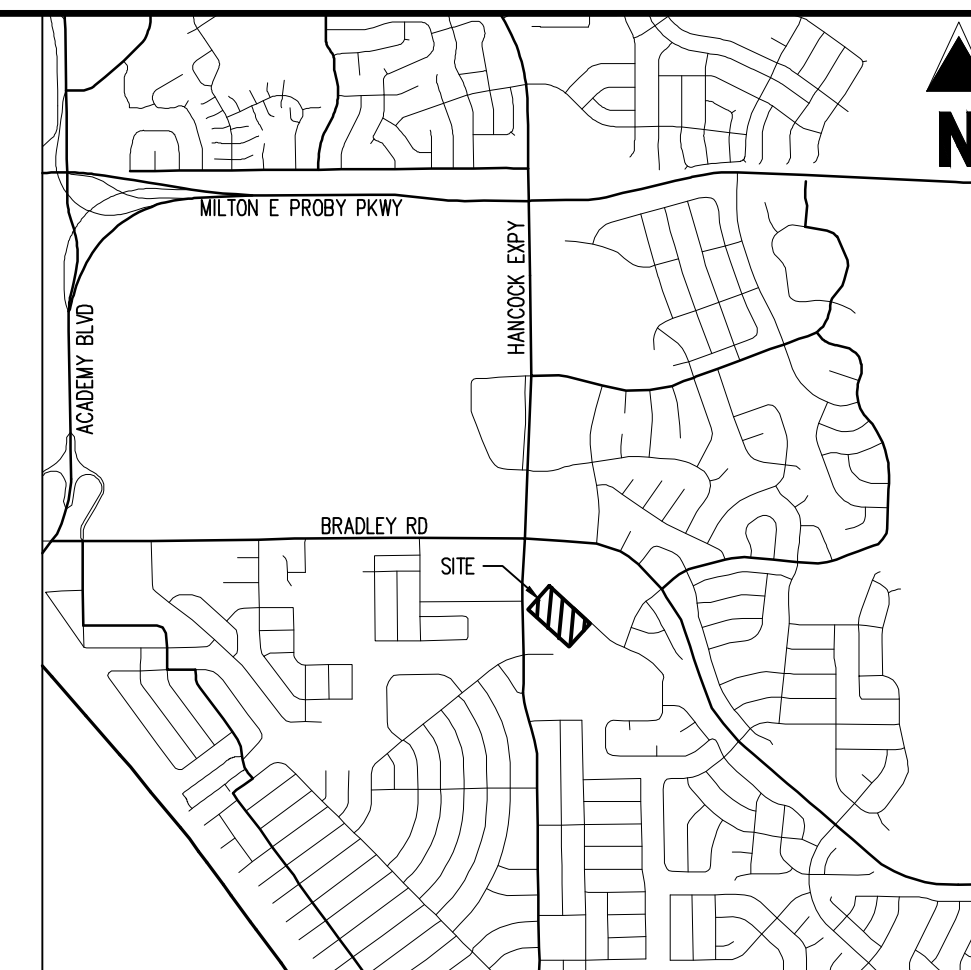 N
MILTON E PROBY PKWY
HANCOCK EXPY
ACADEMY BLVD
BRADLEY RD
SITE